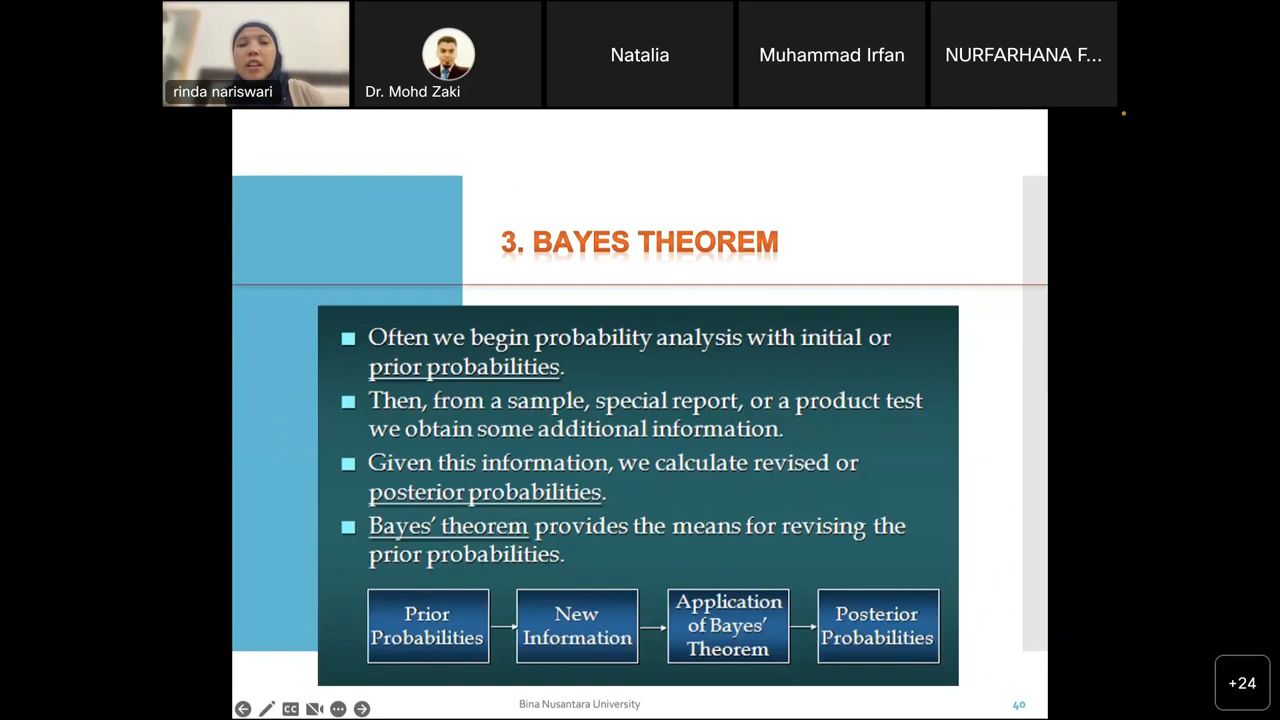 rinda nariswari
Dr. Mohd Zaki
Natalia
Muhammad Irfan
NURFARHANA F...
3. BAYES THEOREM
Often we begin probability analysis with initial or
prior probabilities.
Then, from a sample, special report, or a product test
we obtain some additional information.
Given this information, we calculate revised or
posterior probabilities.
Bayes’ theorem provides the means for revising the
prior probabilities.
Prior
Probabilities
New
Information
Application
of Bayes’
Theorem
Posterior
Probabilities
CC
Bina Nusantara University
40
+24